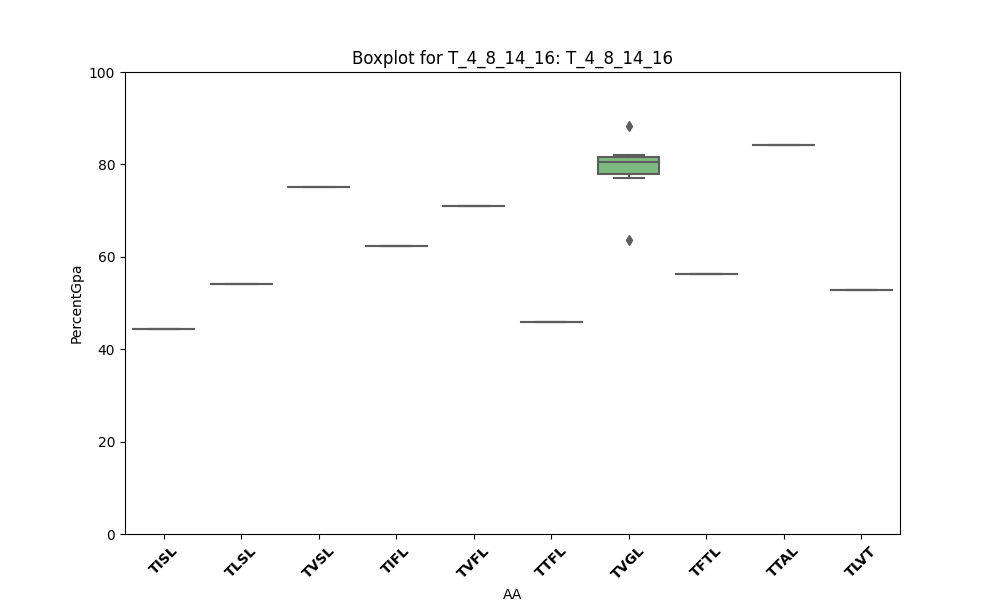 Boxplot for T_4_8_14_16: T_4_8_14_16
100
80
60
40
20
0
PercentGpa
TISL TLSL TVSL TIFL TVFL TTFL TVGL TFTL TTAL TLVT
AA